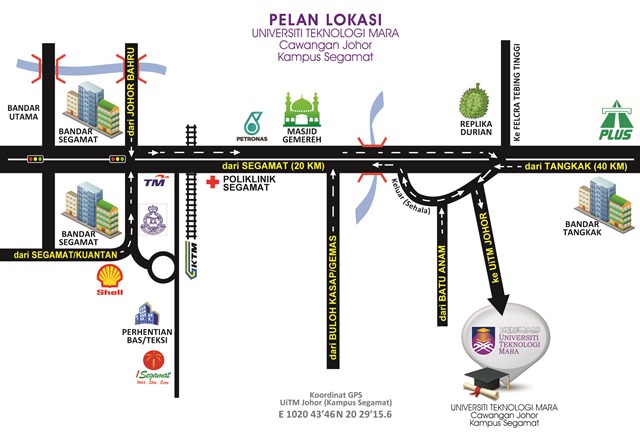 PELAN LOKASI
UNIVERSITI TEKNOLOGI MARA
Cawangan Johor
Kampus Segamat
BANDAR
UTAMA
BANDAR
SEGAMAT
dari JOHOR BAHRU
PETRONAS
MASJID
GEMEREH
REPLIKA
DURIAN
Ke FELCRA TEBING TINGGI
PLUS
dari SEGAMAT (20 KM)
dari TANGKAK (40 KM)
TM
POLIKLINIK
SEGAMAT
Keluar (Sehala)
BANDAR
SEGAMAT
BANDAR
TANGKAK
dari SEGAMAT/KUANTAN
KTM
Shell
dari BULOH KASAP/GEMAS
dari BATU ANAM
ke UiTM JOHOR
PERHENTIAN
BAS/TEKSI
1Segamat
UNIVERSITI
TEKNOLOGI
MARA
Koordinat GPS
UiTM Johor (Kampus Segamat)
E 1020 43'46N 20 29'15.6
UNIVERSITI TEKNOLOGI MARA
Cawangan Johor
Kampus Segamat